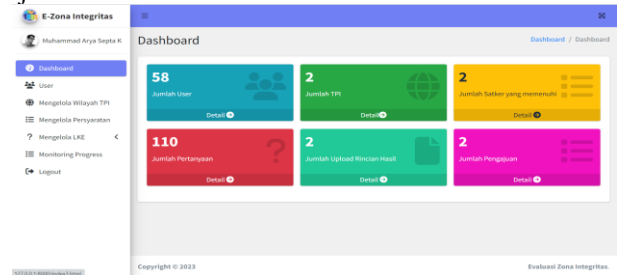 E-Zona Integritas
Muhammad Arya Septa K
Dashboard
User
Mengelola Wilayah TPI
Mengelola Persyaratan
Mengelola LKE
Monitoring Progress
Logout
Dashboard
Dashboard / Dashboard
58
Jumlah User
Detail
2
Jumlah TPI
Detail
2
Jumlah Satker yang memenuhi
Detail
110
Jumlah Pertanyaan
Detail
2
Jumlah Upload Rincian Hasil
Detail
2
Jumlah Pengajuan
Detail
Copyright © 2023
Evaluasi Zona Integritas.